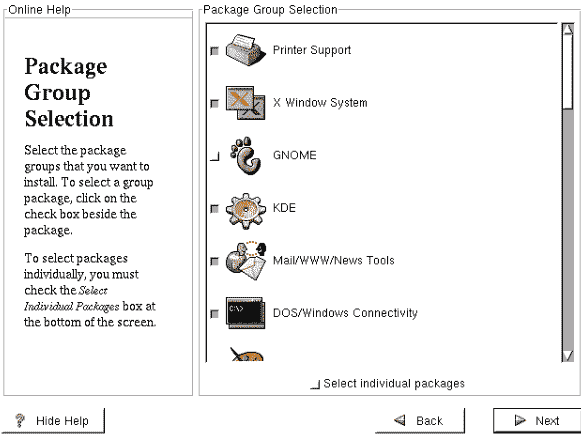 Online Help
Package
Group
Selection
Select the package
groups that you want to
install. To select a group
package, click on the
check box beside the
package.
To select packages
individually, you must
check the Select
Individual Packages box at
the bottom of the screen.
Package Group Selection
Printer Support
X Window System
GNOME
KDE
Mail/WWW/News Tools
C:\>
DOS/Windows Connectivity
Select individual packages
? Hide Help
Back
Next